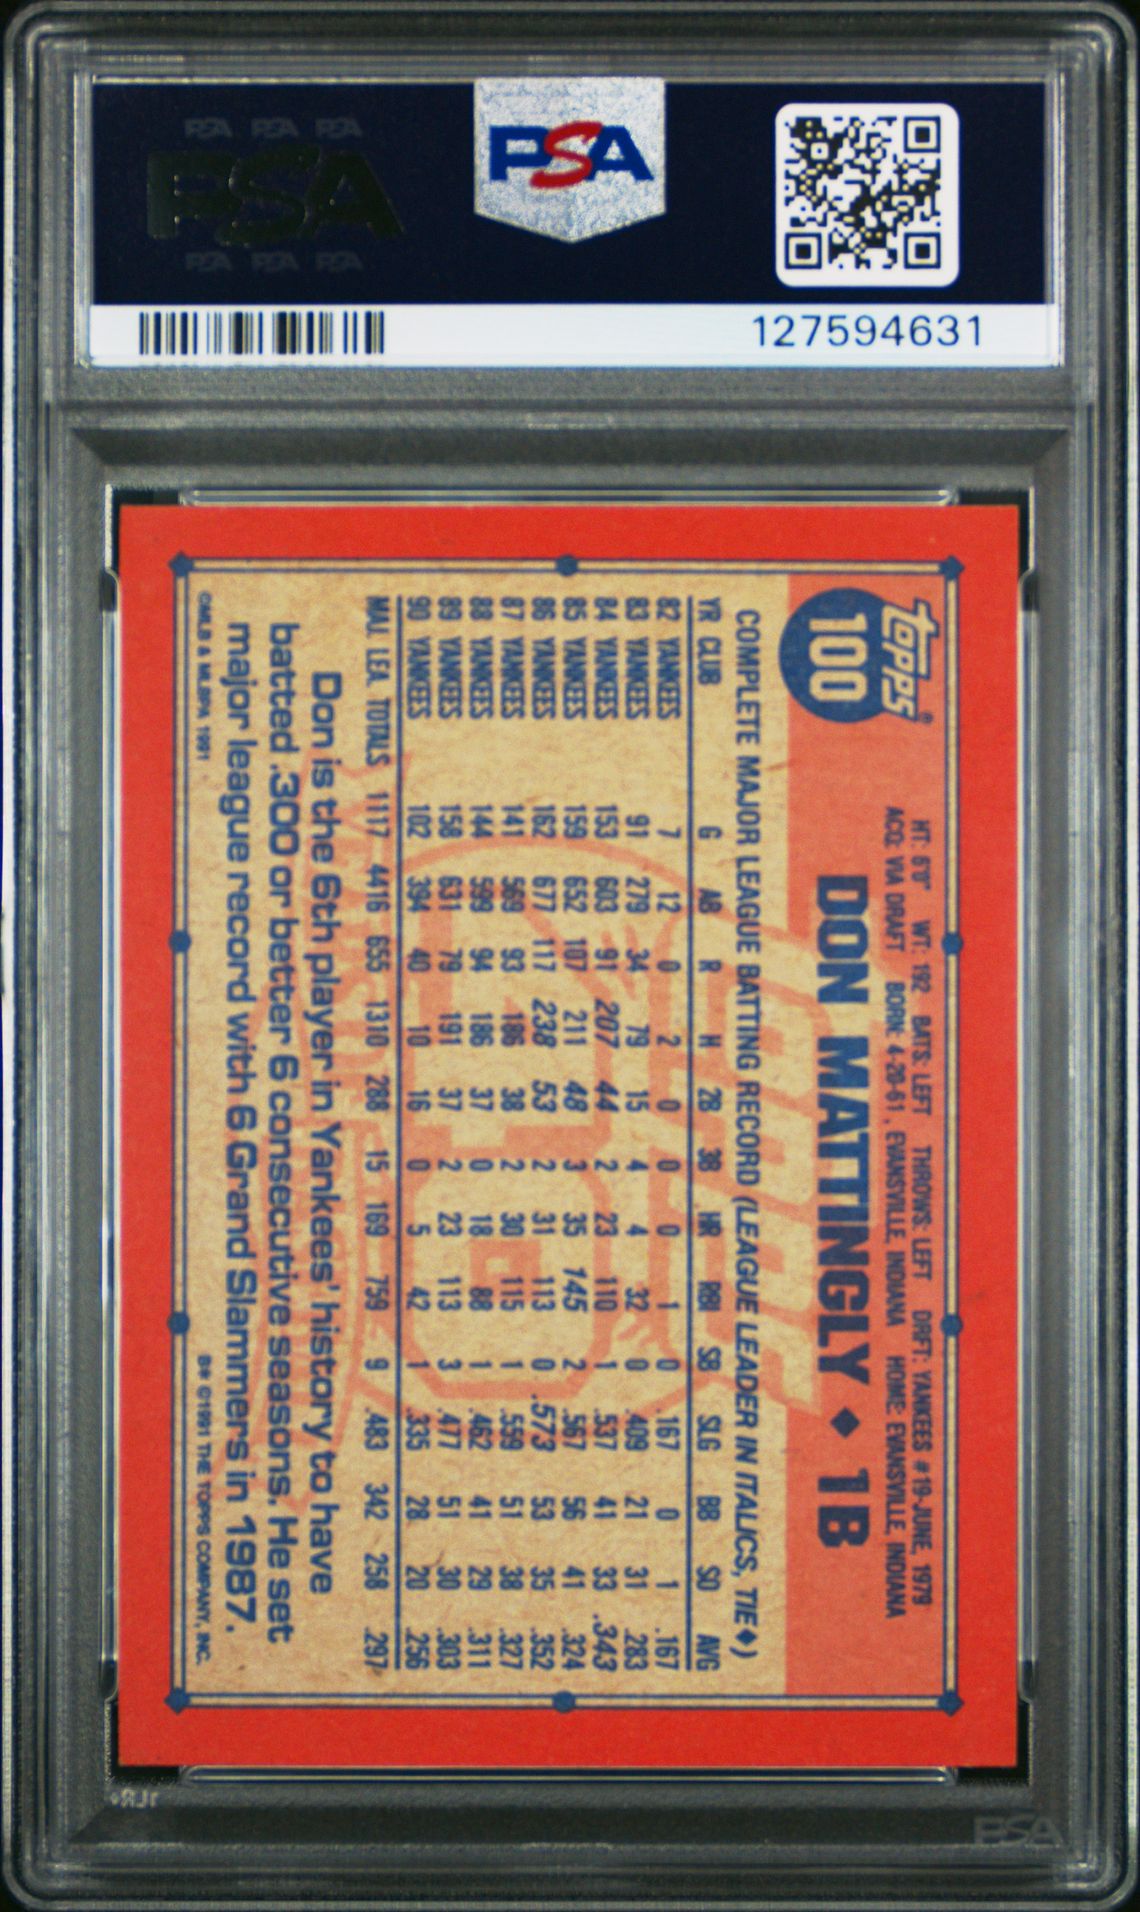 PSA PSA PSA
PSA
PSA PSA PSA
PSA
127594631
topps®
100
HT: 6'0" WT: 192 BATS: LEFT THROWS: LEFT DRFT: YANKEES #19-JUNE, 1979
ACQ: VIA DRAFT BORN: 4-20-61, EVANSVILLE, INDIANA HOME: EVANSVILLE, INDIANA
DON MATTINGLY ◆ 1B
COMPLETE MAJOR LEAGUE BATTING RECORD (LEAGUE LEADER IN ITALICS, TIE◆)
YR CLUB G AB R H 2B 3B HR RBI SB SLG BB SO AVG
82 YANKEES 7 12 0 2 0 0 0 1 0 .167 0 1 .167
83 YANKEES 91 279 34 79 15 4 4 32 0 .409 21 31 .283
84 YANKEES 153 603 91 207 44 2 23 110 1 .537 41 33 .343
85 YANKEES 159 652 107 211 48 3 35 145 2 .567 56 41 .324
86 YANKEES 162 677 117 238 53 2 31 113 0 .573 53 35 .352
87 YANKEES 141 569 93 186 38 2 30 115 1 .559 51 38 .327
88 YANKEES 144 599 94 186 37 0 18 88 1 .462 41 29 .311
89 YANKEES 158 631 79 191 37 2 23 113 3 .477 51 30 .303
90 YANKEES 102 394 40 10 16 0 5 42 1 .335 28 20 .256
MAJ. LEA. TOTALS 1117 4416 655 1310 288 15 169 759 9 .483 342 258 .297
Don is the 6th player in Yankees' history to have
batted .300 or better 6 consecutive seasons. He set
major league record with 6 Grand Slammers in 1987.
©MLB & MLBPA 1991
B* ©1991 THE TOPPS COMPANY, INC.
PSA